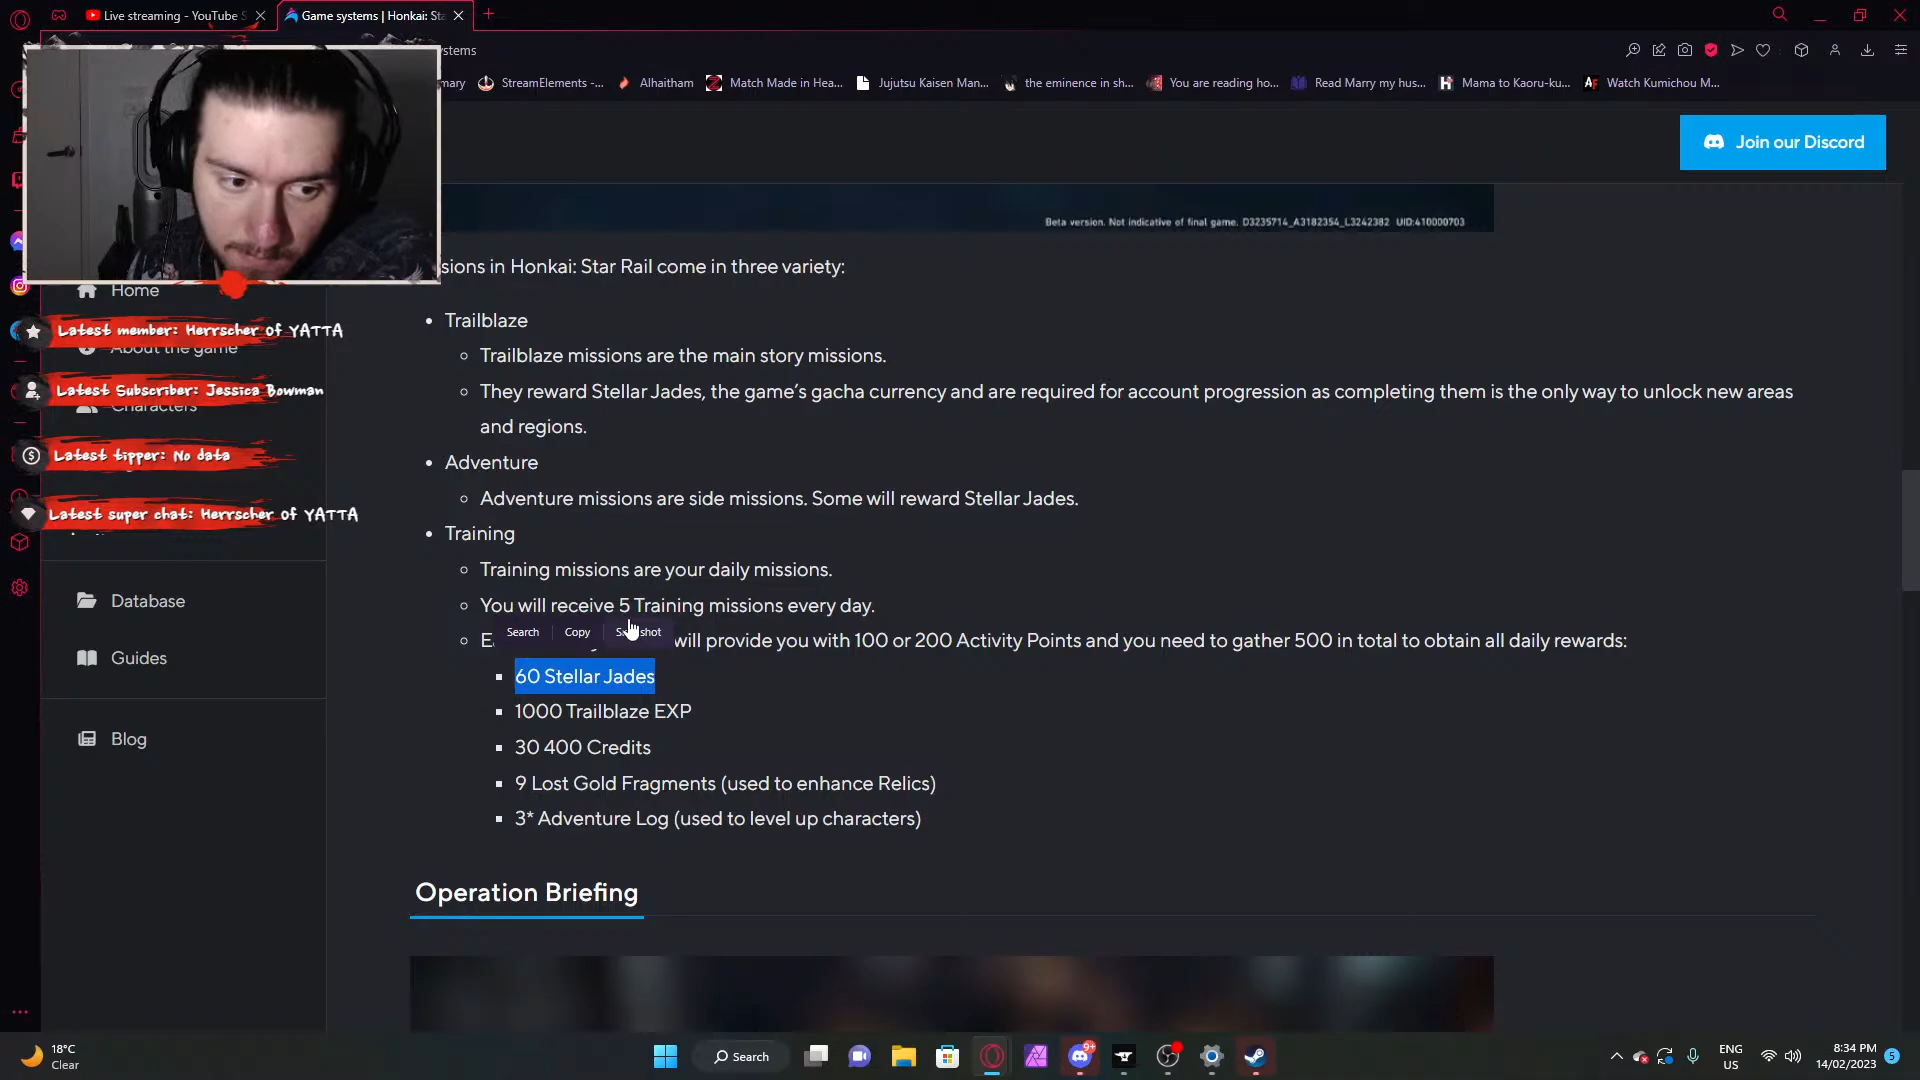 Live streaming - YouTube S
Game systems | Honkai: Sta
stems
mary
StreamElements -...
Alhaitham
Match Made in Hea...
Jujutsu Kaisen Man...
the eminence in sh...
You are reading ho...
Read Marry my hus...
Mama to Kaoru-ku...
Watch Kumichou M...
Join our Discord
Beta version. Not indicative of final game. D3235714_A3182354_L3242382 UID:410000703
sions in Honkai: Star Rail come in three variety:
Home
Latest member: Herrscher of YATTA
About the game
Latest Subscriber: Jessica Bowman
Characters
Latest tipper: No data
Latest super chat: Herrscher of YATTA
Database
Guides
Blog
Trailblaze
Trailblaze missions are the main story missions.
They reward Stellar Jades, the game's gacha currency and are required for account progression as completing them is the only way to unlock new areas
and regions.
Adventure
Adventure missions are side missions. Some will reward Stellar Jades.
Training
Training missions are your daily missions.
You will receive 5 Training missions every day.
Search Copy
will provide you with 100 or 200 Activity Points and you need to gather 500 in total to obtain all daily rewards:
60 Stellar Jades
1000 Trailblaze EXP
30 400 Credits
9 Lost Gold Fragments (used to enhance Relics)
3* Adventure Log (used to level up characters)
Operation Briefing
18°C
Clear
Search
9+
ENG
US
8:34 PM
14/02/2023
5